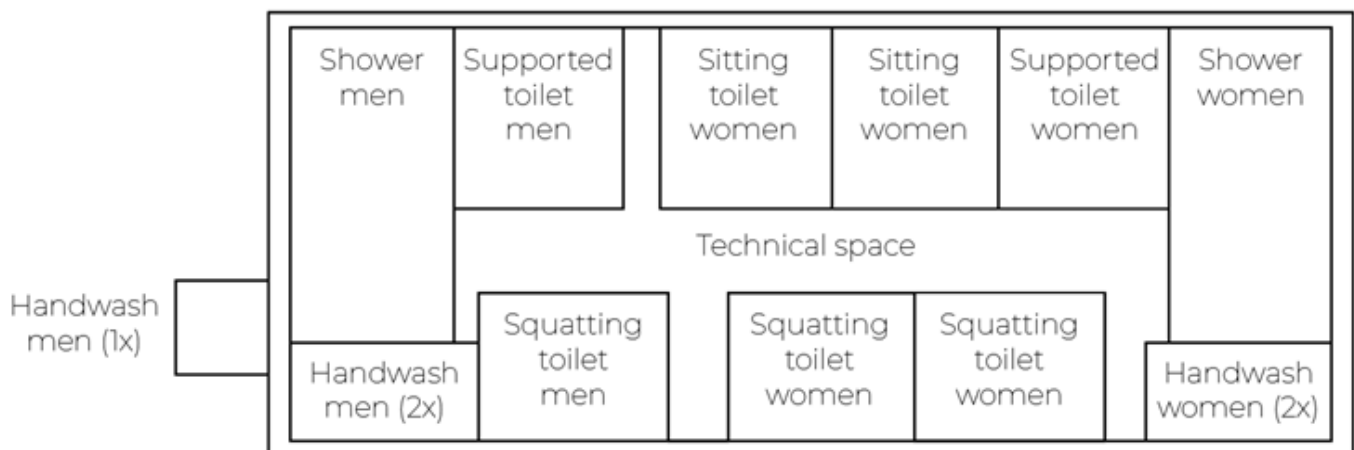 Shower
men
Supported
toilet
men
Sitting
toilet
women
Sitting
toilet
women
Supported
toilet
women
Shower
women
Technical space
Handwash
men (1x)
Handwash
men (2x)
Squatting
toilet
men
Squatting
toilet
women
Squatting
toilet
women
Handwash
women (2x)